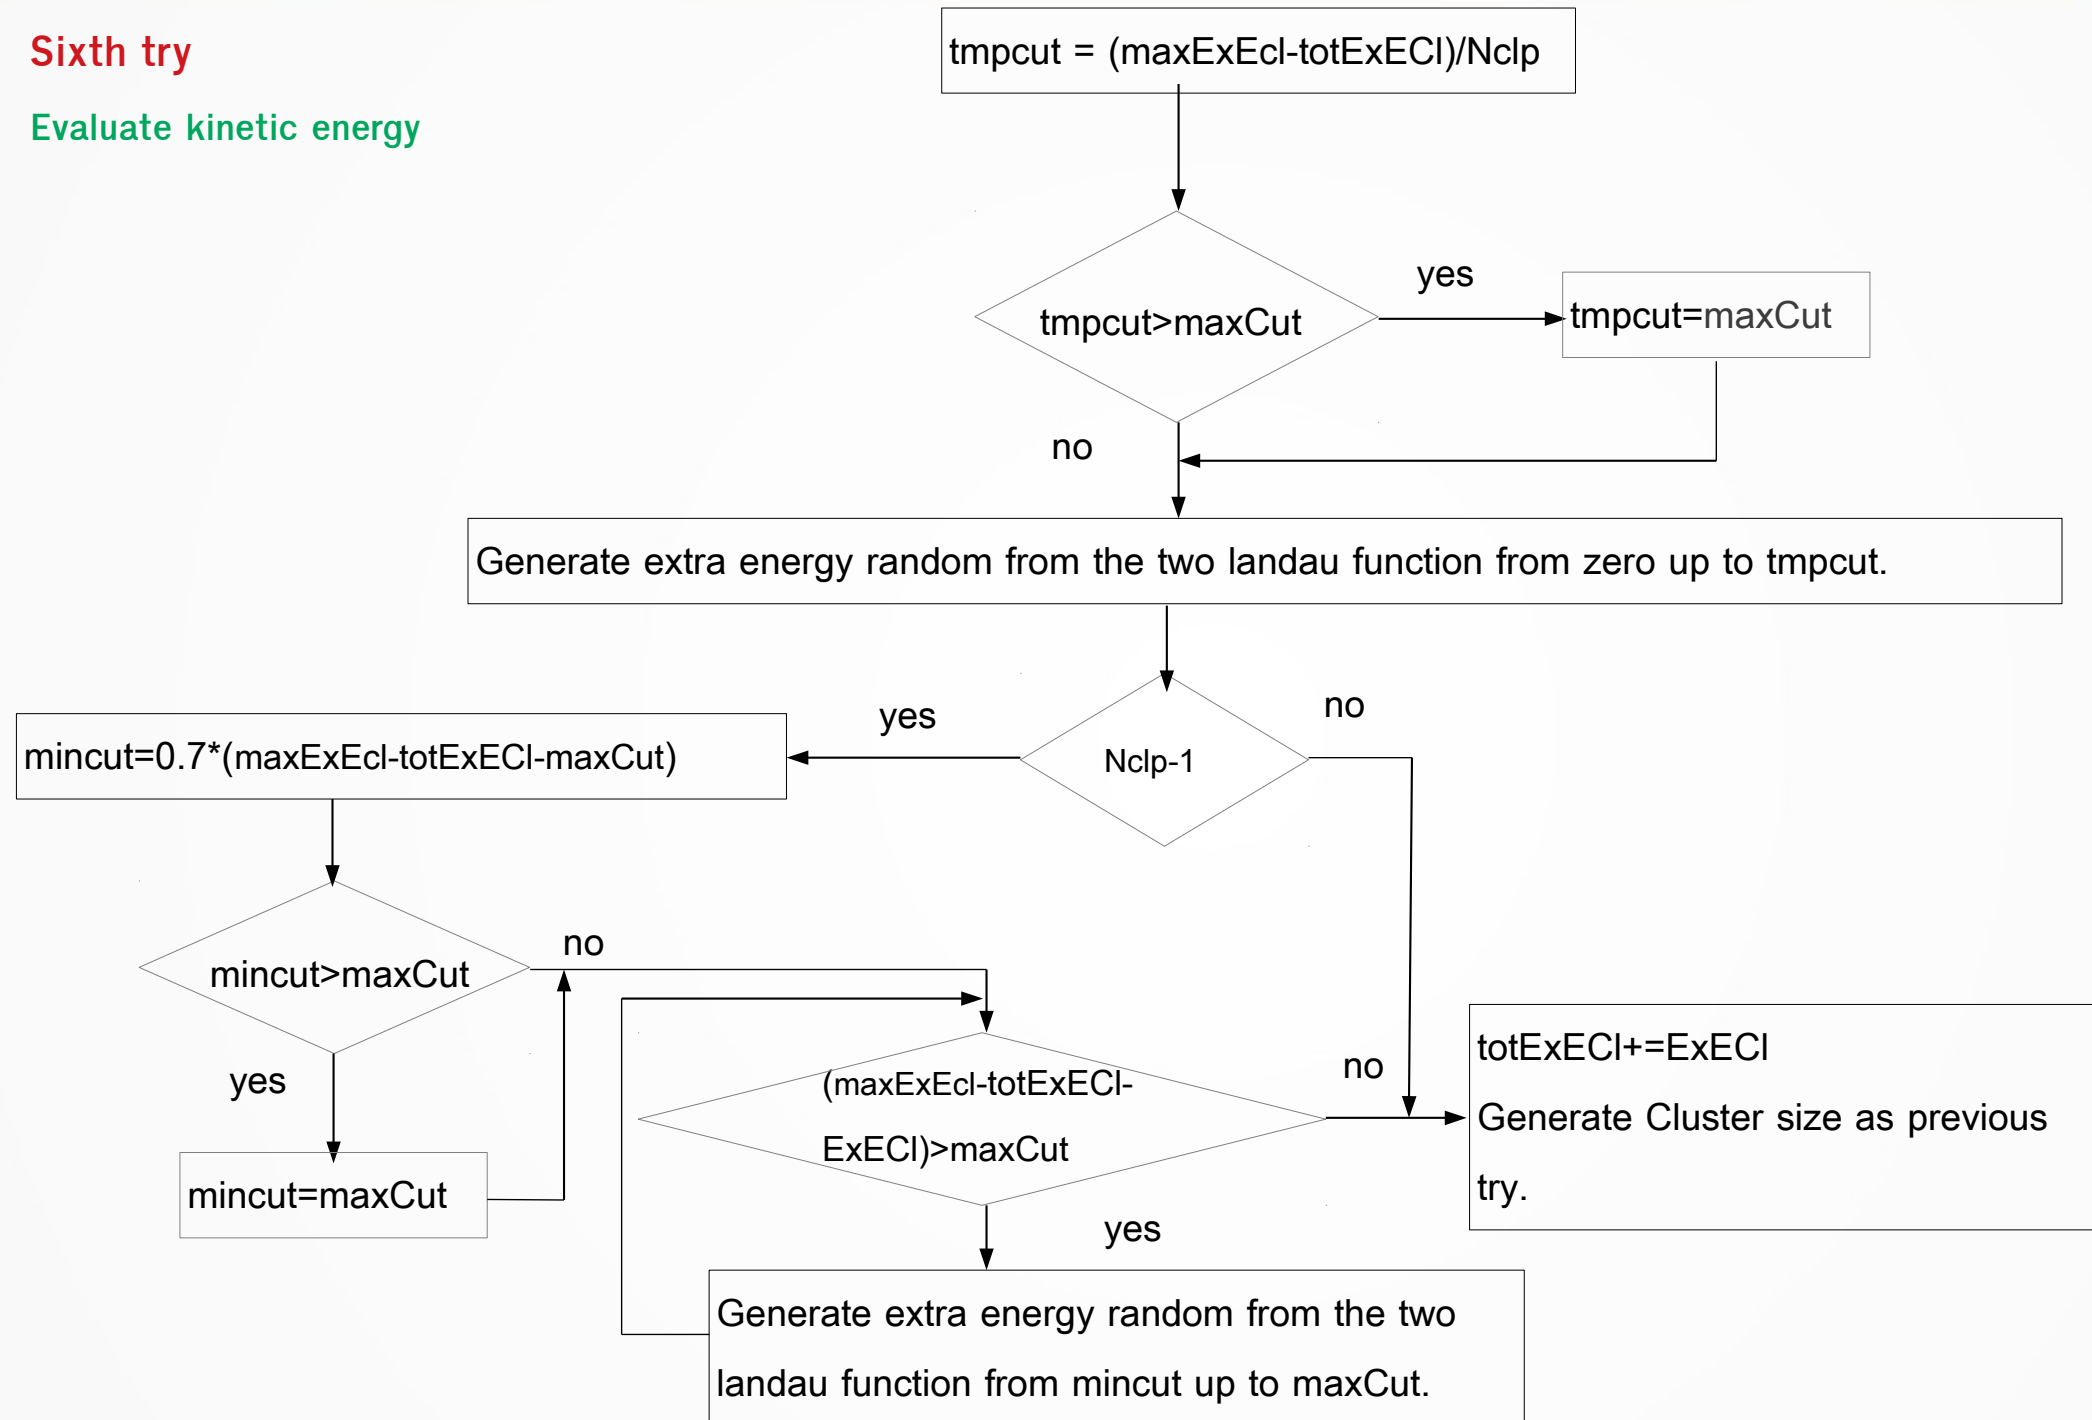 Sixth try
Evaluate kinetic energy
tmpcut = (maxExEcl-totExECl)/Nclp
tmpcut>maxCut
yes
tmpcut=maxCut
no
Generate extra energy random from the two landau function from zero up to tmpcut.
Nclp-1
yes
no
mincut=0.7*(maxExEcl-totExECl-maxCut)
mincut>maxCut
no
yes
mincut=maxCut
(maxExEcl-totExECl-
ExECl)>maxCut
no
yes
totExECl+=ExECl
Generate Cluster size as previous
try.
Generate extra energy random from the two
landau function from mincut up to maxCut.